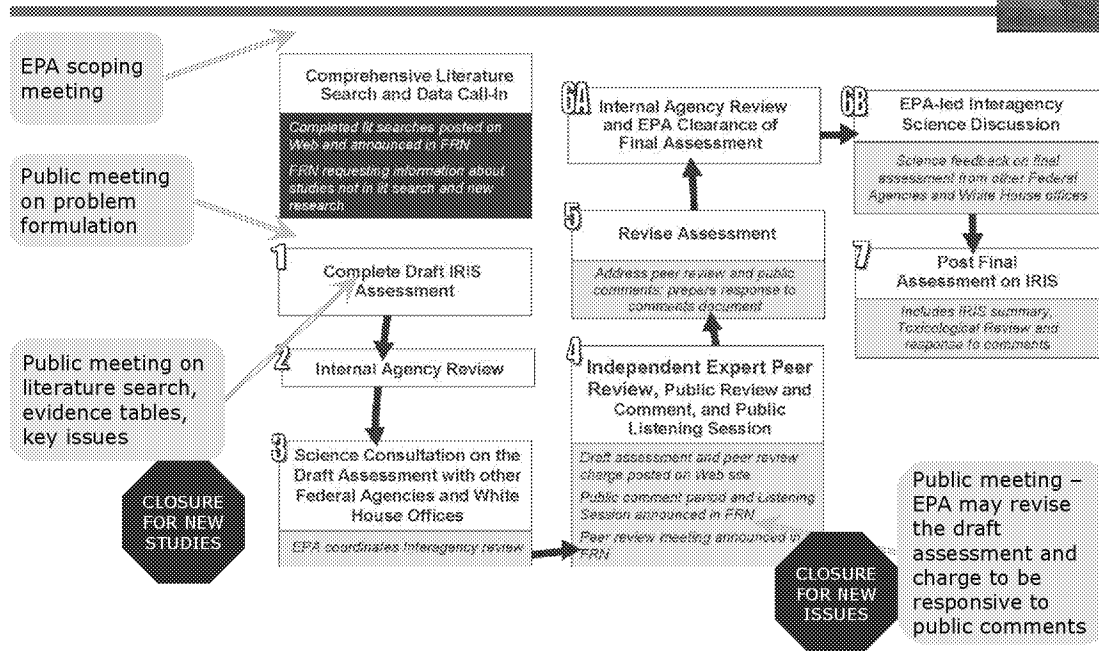 EPA scoping
meeting
Public meeting
on problem
formulation
Public meeting on
literature search,
evidence tables,
key issues
CLOSURE
FOR NEW
STUDIES
Comprehensive Literature
Search and Data Call-In
Completed lit searches posted on
Web and announced in FRN
FRN requesting information about
studies not in lit search and new
research
1
Complete Draft IRIS
Assessment
2
Internal Agency Review
3
Science Consultation on the
Draft Assessment with other
Federal Agencies and White
House Offices
EPA coordinates Interagency review
4
Independent Expert Peer
Review, Public Review and
Comment, and Public
Listening Session
Draft assessment and peer review
charge posted on Web site
Public comment period and Listening
Session announced in FRN
Peer review meeting announced in
FRN
5
Revise Assessment
Address peer review and public
comments; prepare response to
comments document
6A
Internal Agency Review
and EPA Clearance of
Final Assessment
6B
EPA-led Interagency
Science Discussion
Science feedback on final
assessment from other Federal
Agencies and White House offices
7
Post Final
Assessment on IRIS
Includes IRIS summary,
Toxicological Review and
response to comments
CLOSURE
FOR NEW
ISSUES
Public meeting –
EPA may revise
the draft
assessment and
charge to be
responsive to
public comments